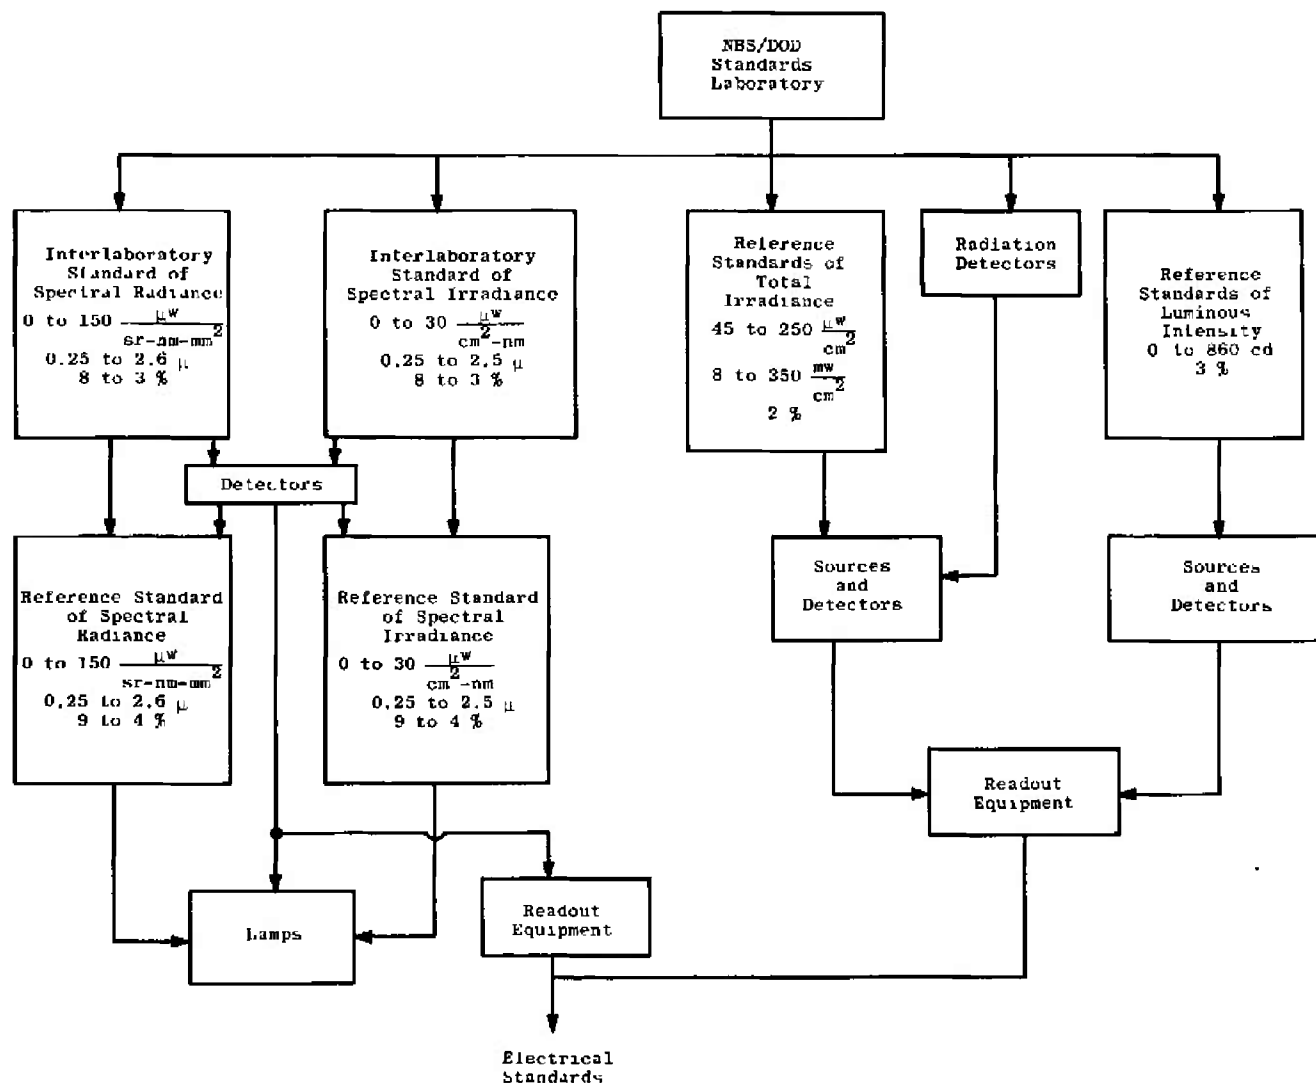 NBS/DOD
Standards
Laboratory
Interlaboratory
Standard of
Spectral Radiance
0 to 150 μw/sr-nm-mm²
0.25 to 2.6 μ
8 to 3 %
Interlaboratory
Standard of
Spectral Irradiance
0 to 30 μw/cm²-nm
0.25 to 2.5 μ
8 to 3 %
Reference
Standards of
Total
Irradiance
45 to 250 μw/cm²
8 to 350 mw/cm²
2 %
Radiation
Detectors
Reference
Standards of
Luminous
Intensity
0 to 860 cd
3 %
Detectors
Reference Standard
of Spectral
Radiance
0 to 150 μw/sr-nm-mm²
0.25 to 2.6 μ
9 to 4 %
Reference Standard
of Spectral
Irradiance
0 to 30 μw/cm²-nm
0.25 to 2.5 μ
9 to 4 %
Sources
and
Detectors
Sources
and
Detectors
Readout
Equipment
Lamps
Readout
Equipment
Electrical
Standards